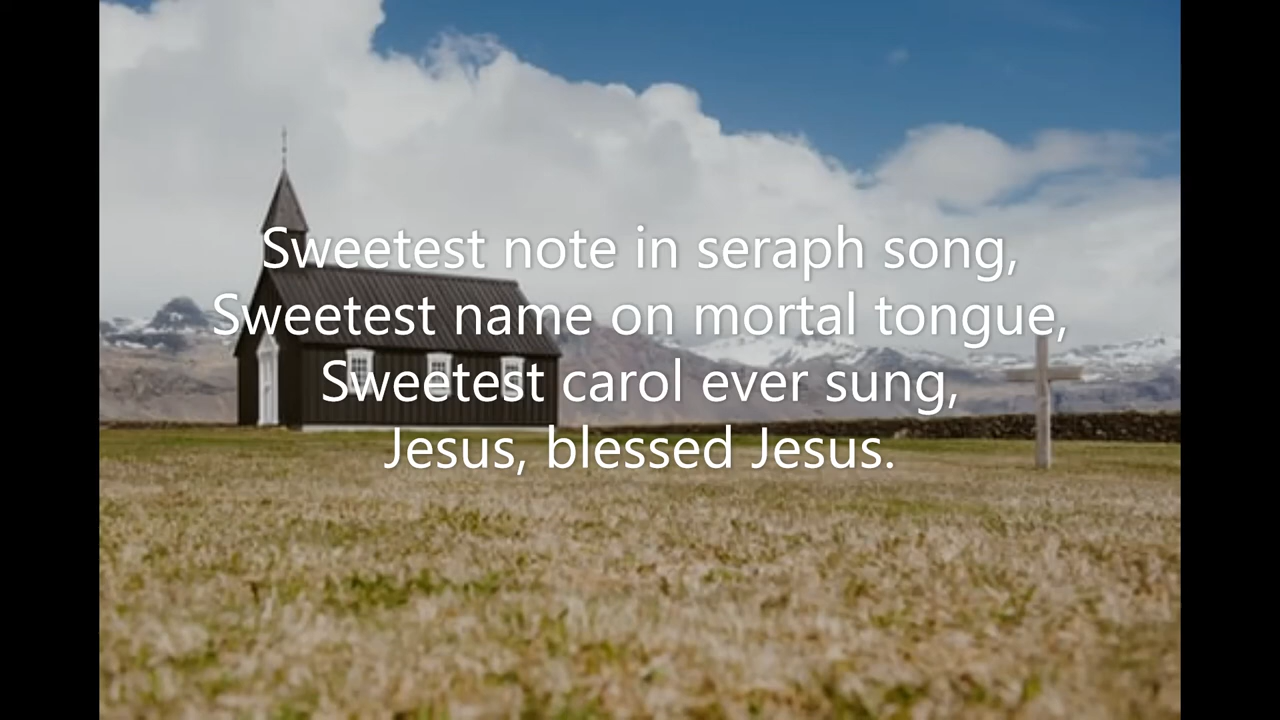 Sweetest note in seraph song,
Sweetest name on mortal tongue,
Sweetest carol ever sung,
Jesus, blessed Jesus.